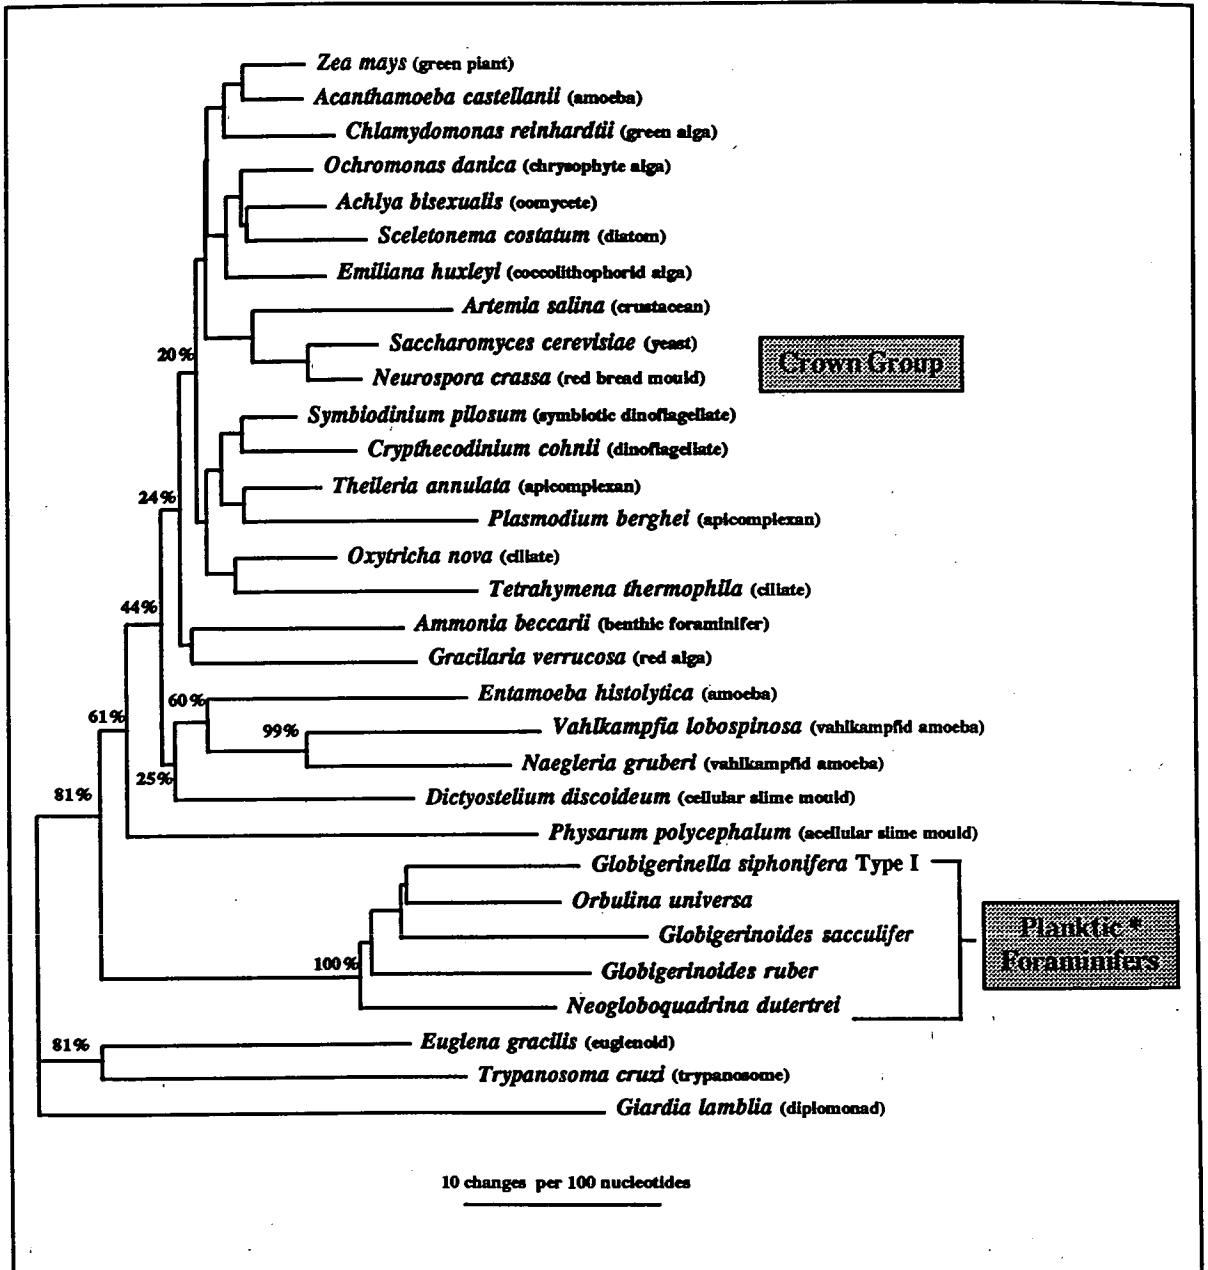 Zea mays (green plant)
Acanthamoeba castellanii (amoeba)
Chlamydomonas reinhardtii (green alga)
Ochromonas danica (chrysophyte alga)
Achlya bisexualis (oomycete)
Sceletonema costatum (diatom)
Emiliana huxleyi (coccolithophorid alga)
Artemia salina (crustacean)
20% Saccharomyces cerevisiae (yeast)
Crown Group
Neurospora crassa (red bread mould)
Symbiodinium pilosum (symbiotic dinoflagellate)
Crypthecodinium cohnii (dinoflagellate)
Theileria annulata (apicomplexan)
24%
Plasmodium berghei (apicomplexan)
Oxytricha nova (ciliate)
Tetrahymena thermophila (ciliate)
44%
Ammonia beccarii (benthic foraminifer)
Gracilaria verrucosa (red alga)
60% Entamoeba histolytica (amoeba)
61% 99% Vahlkampfia lobospinosa (vahlkampfid amoeba)
Naegleria gruberi (vahlkampfid amoeba)
25%
81% Dictyostelium discoideum (cellular slime mould)
Physarum polycephalum (acellular slime mould)
Globigerinella siphonifera Type I
Orbulina universa
Planktic *
Foraminifers
Globigerinoides sacculifer
100% Globigerinoides ruber
Neogloboquadrina dutertrei
81% Euglena gracilis (euglenoid)
Trypanosoma cruzi (trypanosome)
Giardia lamblia (diplomonad)
10 changes per 100 nucleotides